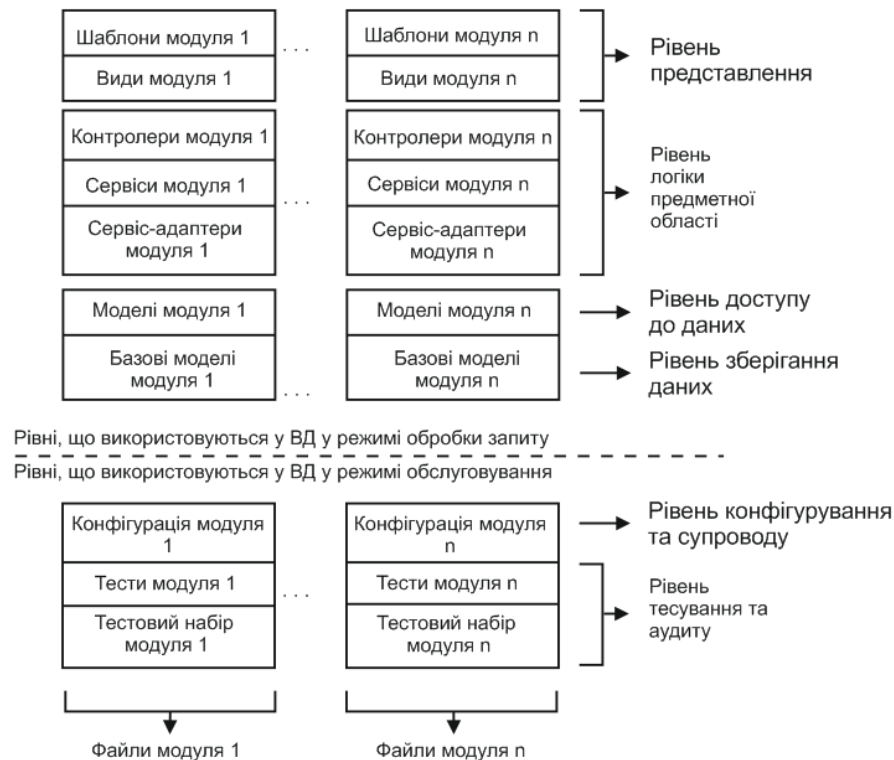 Шаблони модуля 1
. . .
Шаблони модуля n
Види модуля 1
Види модуля n
Рівень
представлення
Контролери модуля 1
Контролери модуля n
Сервіси модуля 1
. . .
Сервіси модуля n
Сервіс-адаптери
модуля 1
Сервіс-адаптери
модуля n
Рівень
логіки
предметної
області
Моделі модуля 1
Моделі модуля n
Рівень доступу
до даних
Базові моделі
модуля 1
. . .
Базові моделі
модуля n
Рівень зберігання
даних
Рівні, що використовуються у ВД у режимі обробки запиту
Рівні, що використовуються у ВД у режимі обслуговування
Конфігурація модуля
1
Конфігурація модуля
n
Рівень конфігурування
та супроводу
Тести модуля 1
. . .
Тести модуля n
Тестовий набір
модуля 1
Тестовий набір
модуля n
Рівень
тесування та
аудиту
Файли модуля 1
Файли модуля n